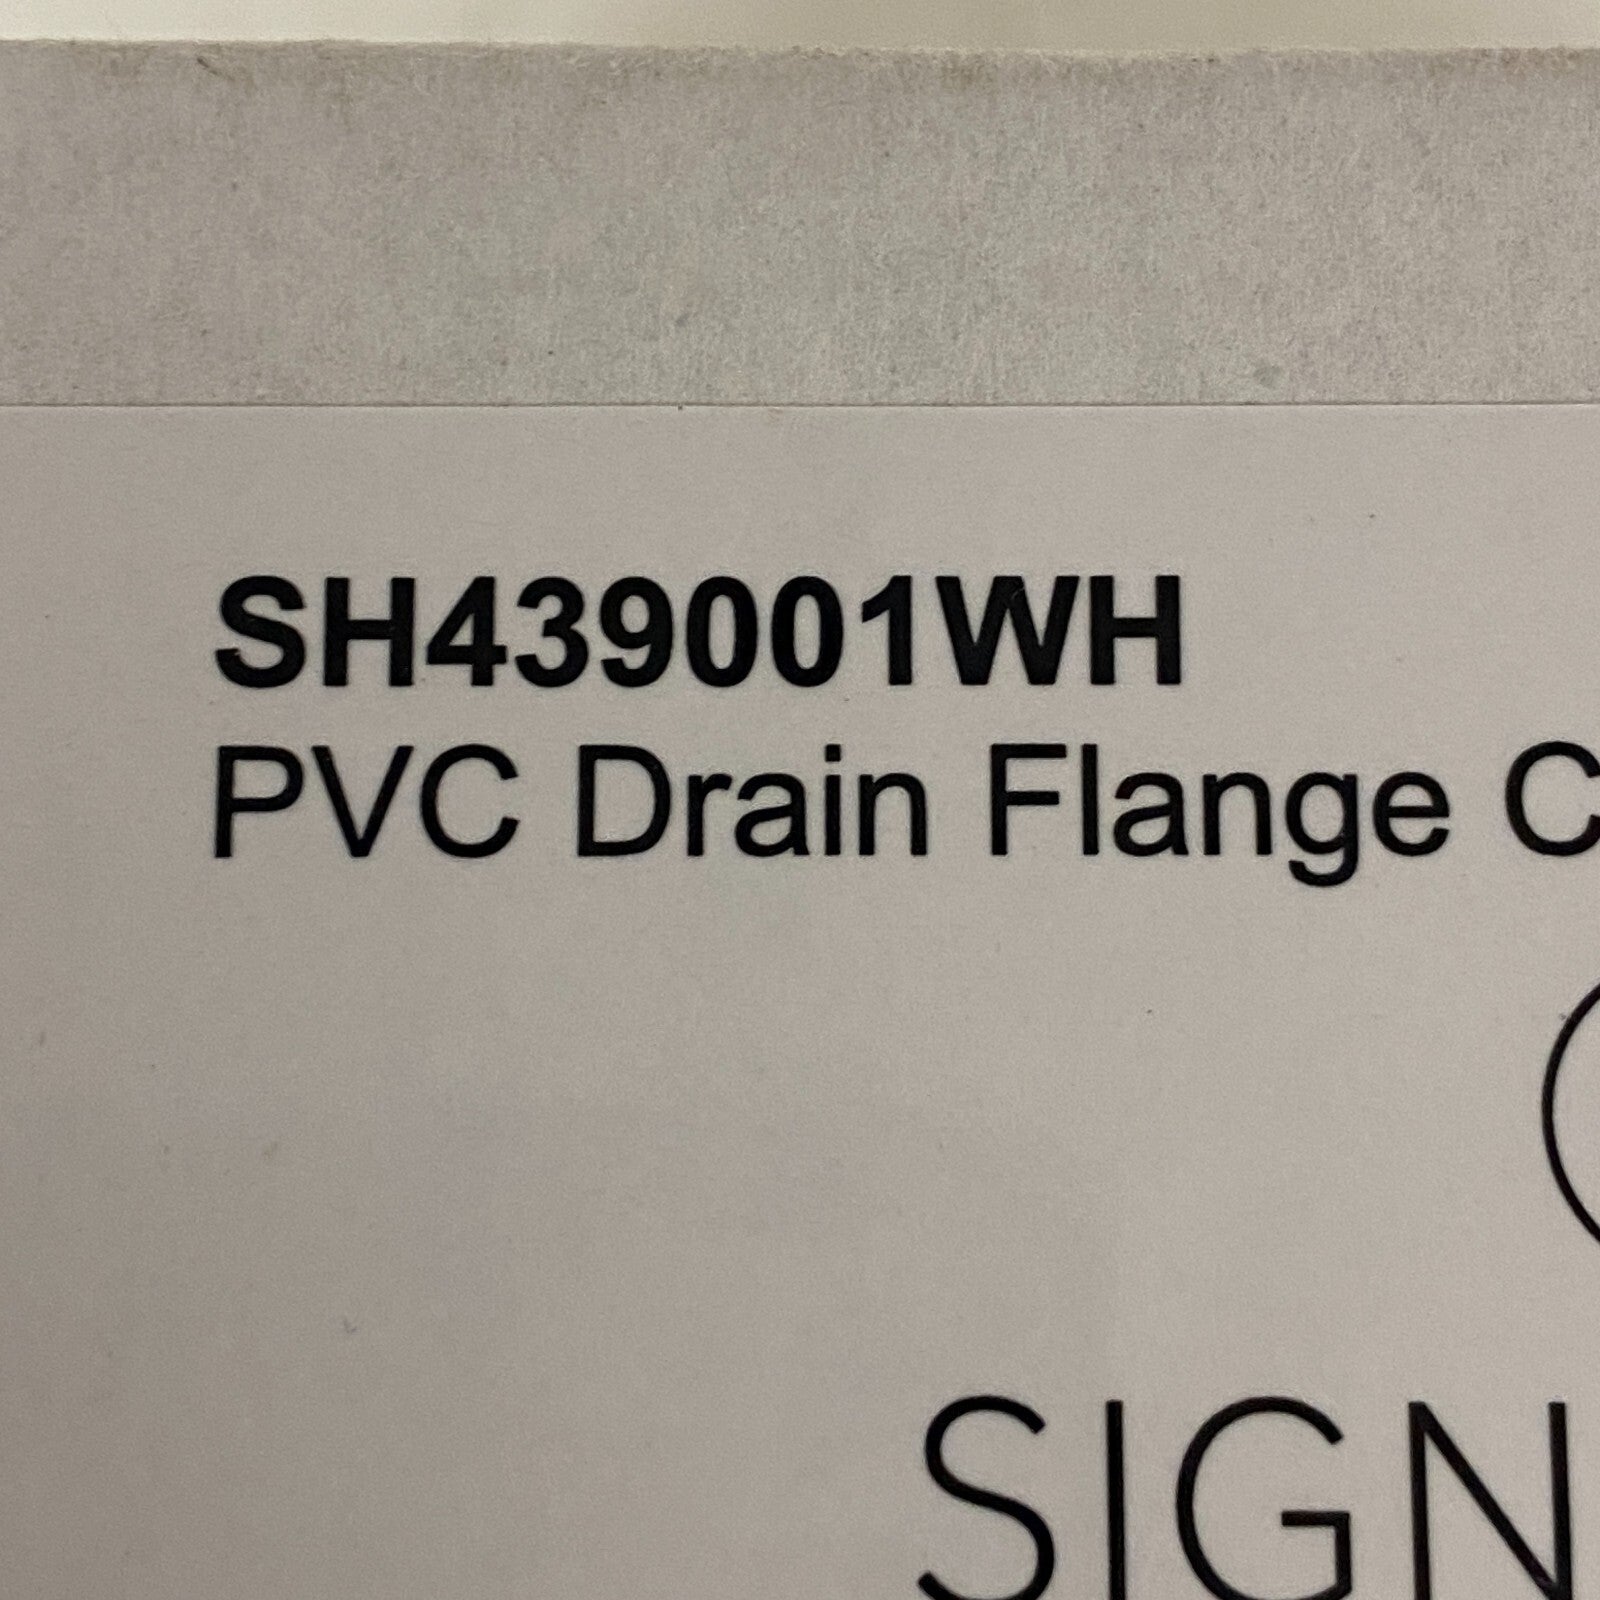 SH439001WH
PVC Drain Flange C
SIGN